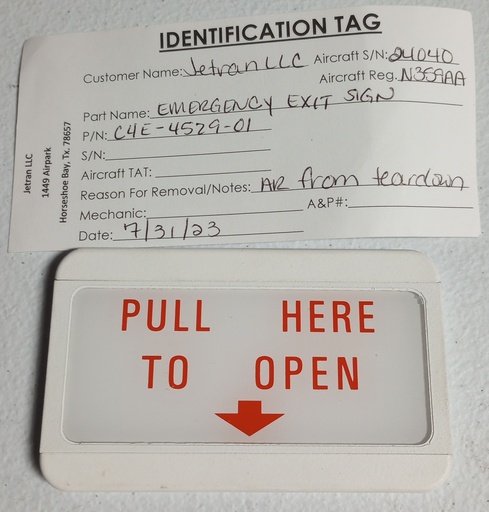 IDENTIFICATION TAG
Customer Name: Jetran LLC Aircraft S/N: 24040
Aircraft Reg. N359AA
Part Name: EMERGENCY EXIT SIGN
P/N: C4E-4529-01
S/N:
Aircraft TAT:
Reason For Removal/Notes: AR from teardown
Mechanic: A&P#:
Date: 7/31/23
Jetran LLC
1449 Airpark
Horseshoe Bay, Tx. 78657
PULL HERE
TO OPEN